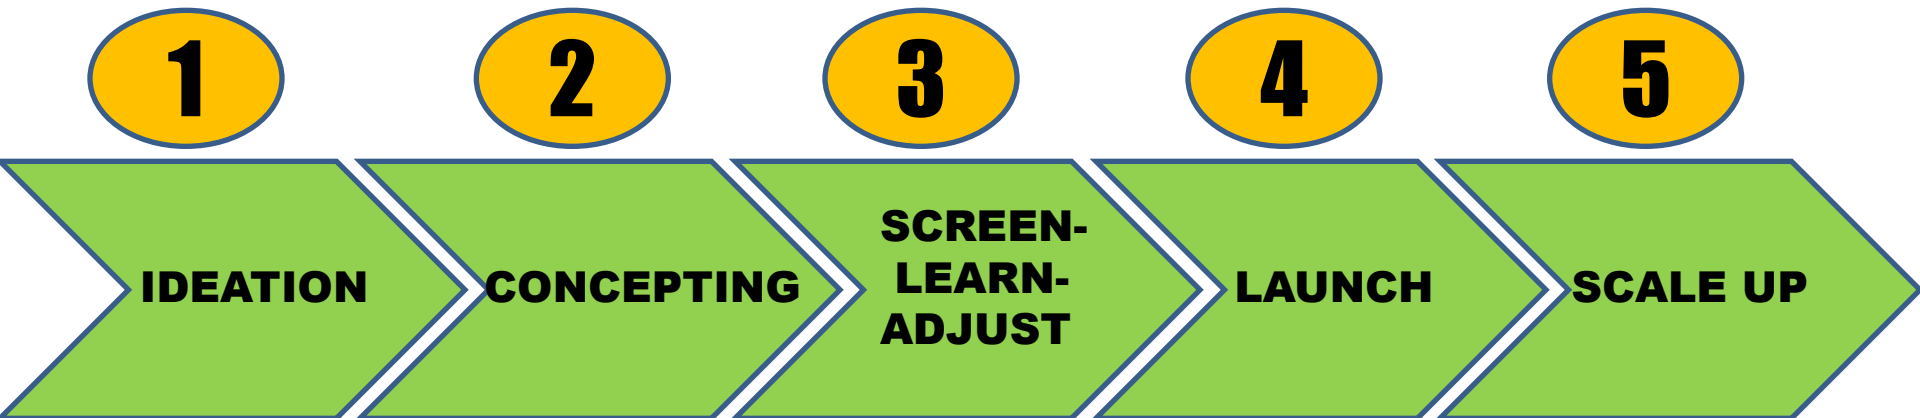 1
2
3
4
5
IDEATION
CONCEPTING
SCREEN-
LEARN-
ADJUST
LAUNCH
SCALE UP